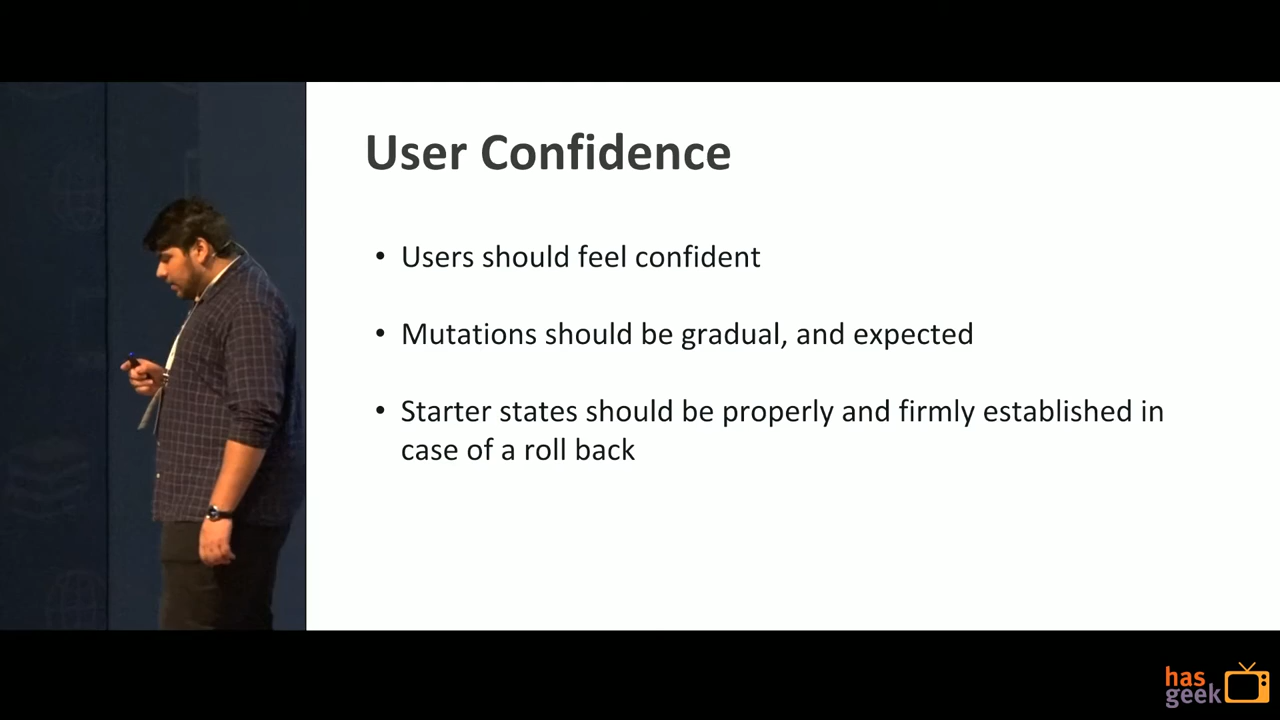 User Confidence
• Users should feel confident
• Mutations should be gradual, and expected
• Starter states should be properly and firmly established in
case of a roll back
has
geek